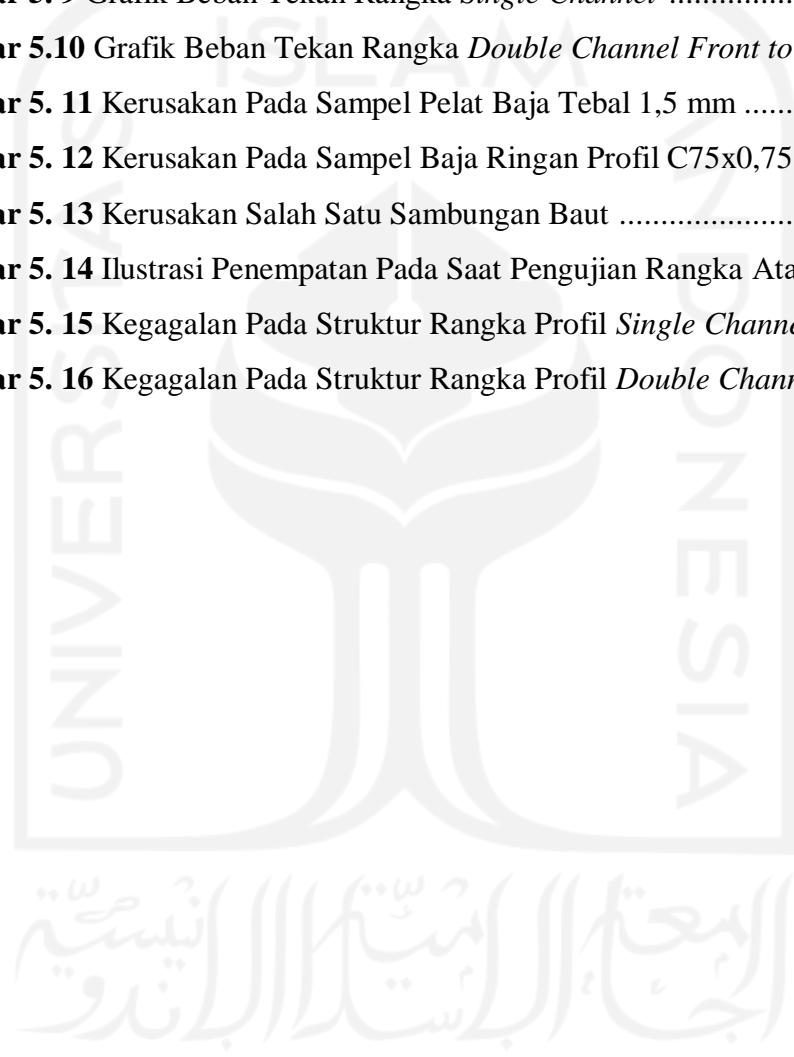 ar 5. 9 Grafik Beban Tekan Rangka Single Channel ................
ar 5.10 Grafik Beban Tekan Rangka Double Channel Front to
ar 5. 11 Kerusakan Pada Sampel Pelat Baja Tebal 1,5 mm ......
ar 5. 12 Kerusakan Pada Sampel Baja Ringan Profil C75x0,75
ar 5. 13 Kerusakan Salah Satu Sambungan Baut .....................
ar 5. 14 Ilustrasi Penempatan Pada Saat Pengujian Rangka Ata
ar 5. 15 Kegagalan Pada Struktur Rangka Profil Single Channe
ar 5. 16 Kegagalan Pada Struktur Rangka Profil Double Chann
ISLAM
UNIVERSITAS
INDONESIA